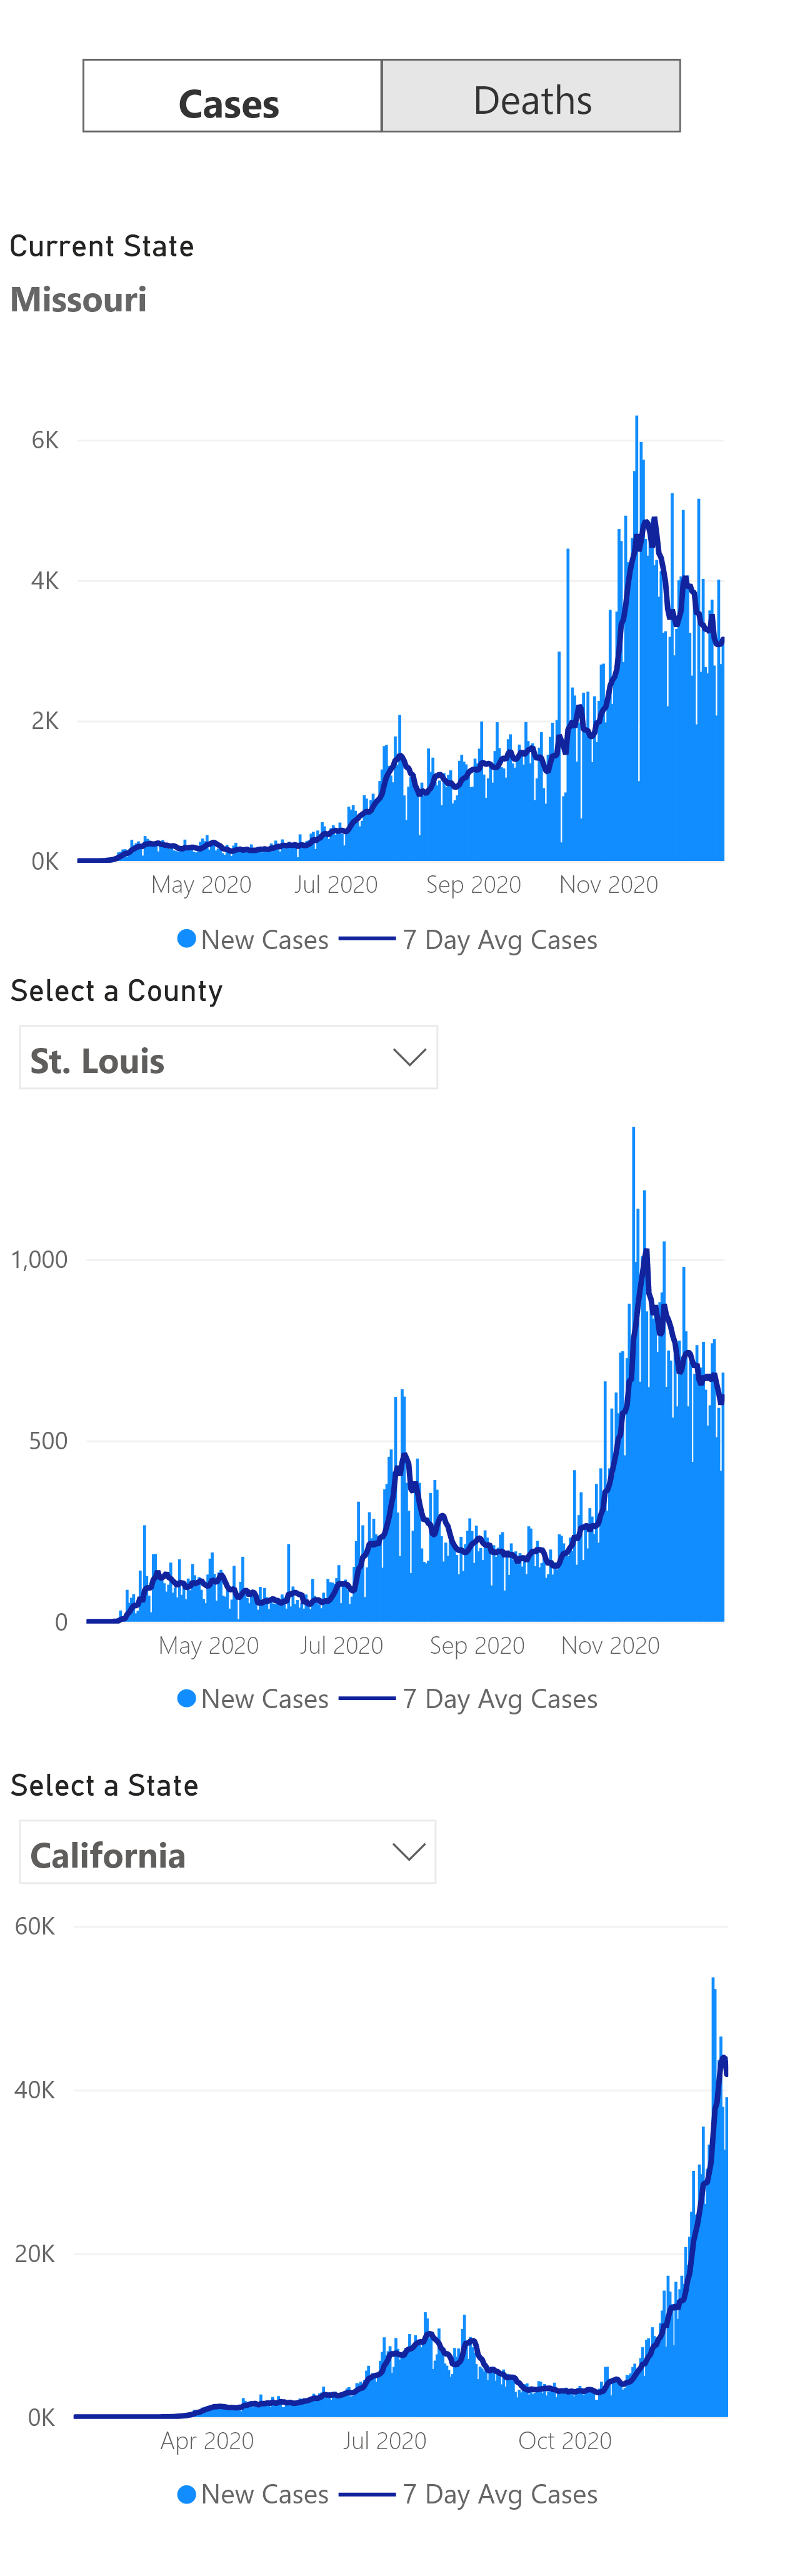 Cases Deaths
Current State
Missouri
6K
4K
2K
0K
May 2020 Jul 2020 Sep 2020 Nov 2020
New Cases 7 Day Avg Cases
Select a County
St. Louis
1,000
500
0
May 2020 Jul 2020 Sep 2020 Nov 2020
New Cases 7 Day Avg Cases
Select a State
California
60K
40K
20K
0K
Apr 2020 Jul 2020 Oct 2020
New Cases 7 Day Avg Cases